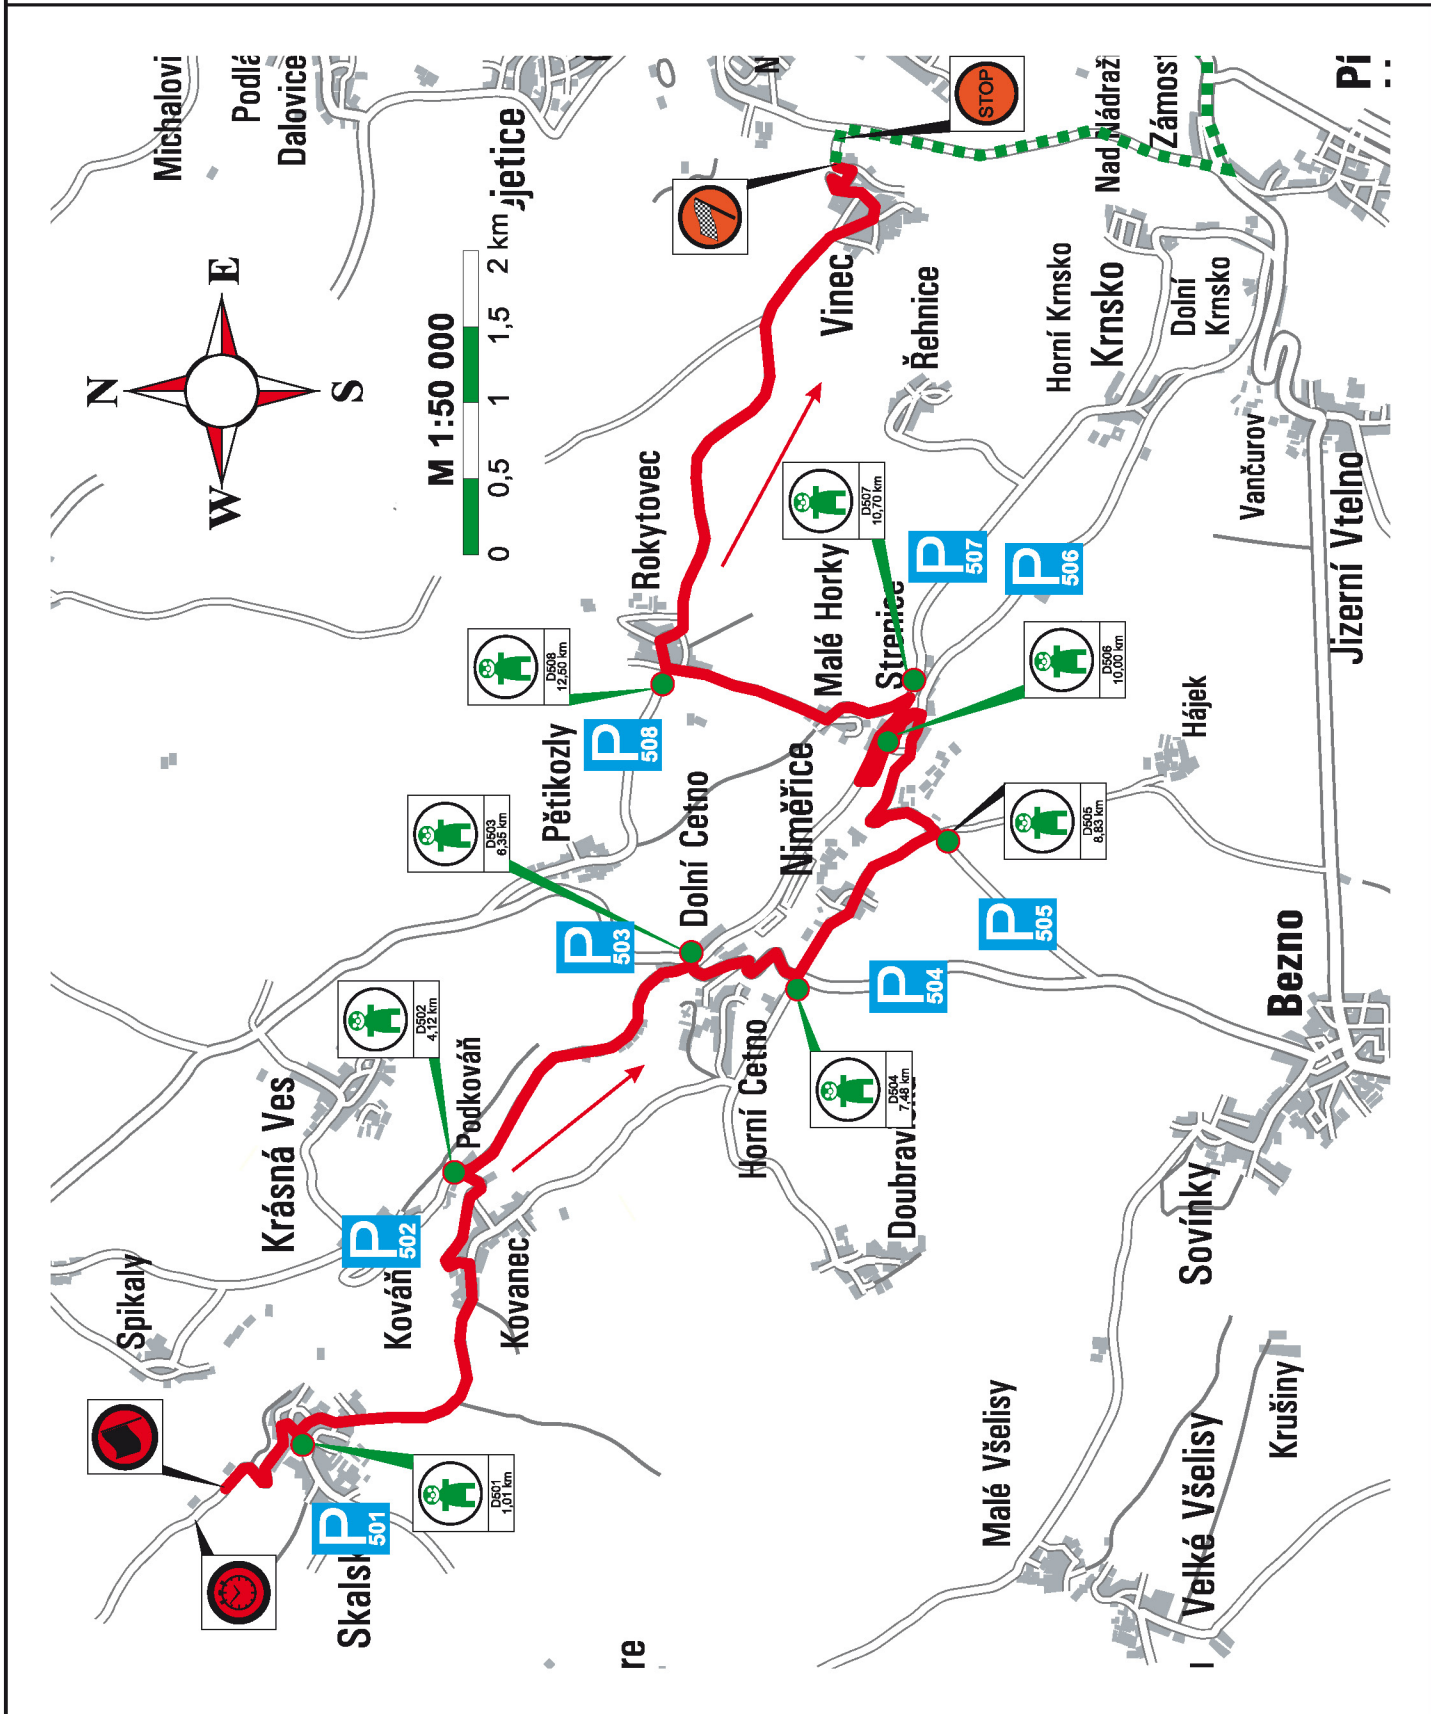 Michalovi
Podlá
Dalovice
N
E
S
W
M 1:50 000
0
0,5
1
1,5
2 km
jetice
N
STOP
Nad Nádraž
Zámos
Pí
Vinec
Řehnice
Horní Krnsko
Krnsko
Dolní
Krnsko
Vančurov
Jizerní Vtelno
Rokytovec
D507
10,70 km
Malé Horky
P
507
P
506
Strenice
D508
12,50 km
D506
10,00 km
P
508
Pětikozly
Hájek
D503
6,35 km
Dolní Cetno
Niměřice
D505
8,83 km
P
503
P
505
P
504
Bezno
D502
4,12 km
Podkováň
Krásná Ves
Horní Cetno
D504
7,48 km
Doubrav
P
502
Kováň
Kovanec
Sovínky
Spikaly
D501
1,01 km
P
501
Skalsk
Malé Všelisy
Velké Všelisy
Krušiny
re